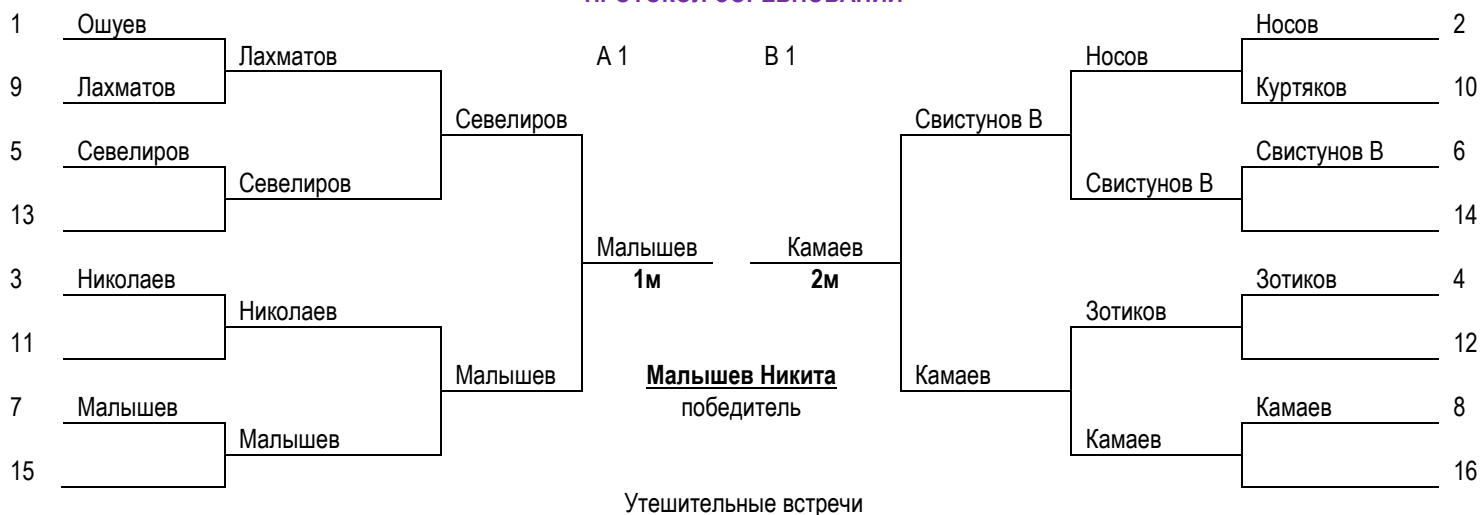 1 Ошуев Носов 2
Лахматов А 1 В 1 Носов
9 Лахматов Куртяков 10
Севелиров Свистунов В
5 Севелиров Свистунов В 6
Севелиров Свистунов В
13 14
Малышев Камаев
3 Николаев 1м 2м Зотиков 4
Николаев Зотиков
11 12
Малышев Малышев Никита Камаев
7 Малышев победитель Камаев 8
Малышев Камаев
15 16
Утешительные встречи